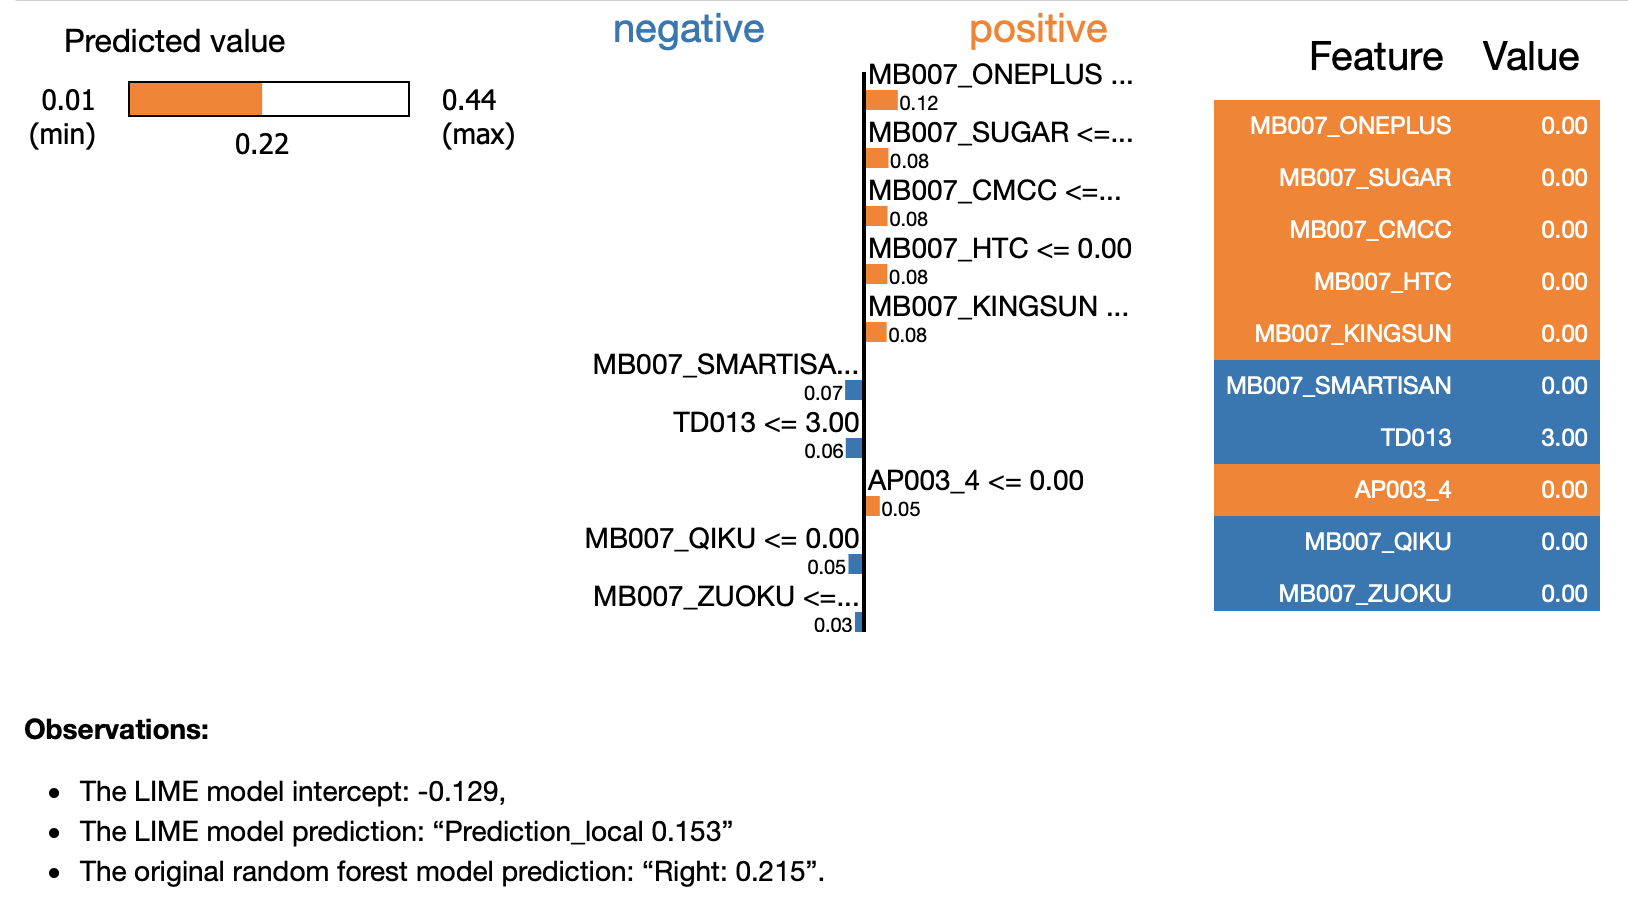 Predicted value
0.01
(min)
0.44
(max)
0.22
negative
positive
MB007_ONEPLUS ...
0.12
MB007_SUGAR <=...
0.08
MB007_CMCC <=...
0.08
MB007_HTC <= 0.00
0.08
MB007_KINGSUN ...
0.08
MB007_SMARTISA...
0.07
TD013 <= 3.00
0.06
AP003_4 <= 0.00
0.05
MB007_QIKU <= 0.00
0.05
MB007_ZUOKU <=...
0.03
Feature Value
MB007_ONEPLUS 0.00
MB007_SUGAR 0.00
MB007_CMCC 0.00
MB007_HTC 0.00
MB007_KINGSUN 0.00
MB007_SMARTISAN 0.00
TD013 3.00
AP003_4 0.00
MB007_QIKU 0.00
MB007_ZUOKU 0.00
Observations:
• The LIME model intercept: -0.129,
• The LIME model prediction: “Prediction_local 0.153”
• The original random forest model prediction: “Right: 0.215”.